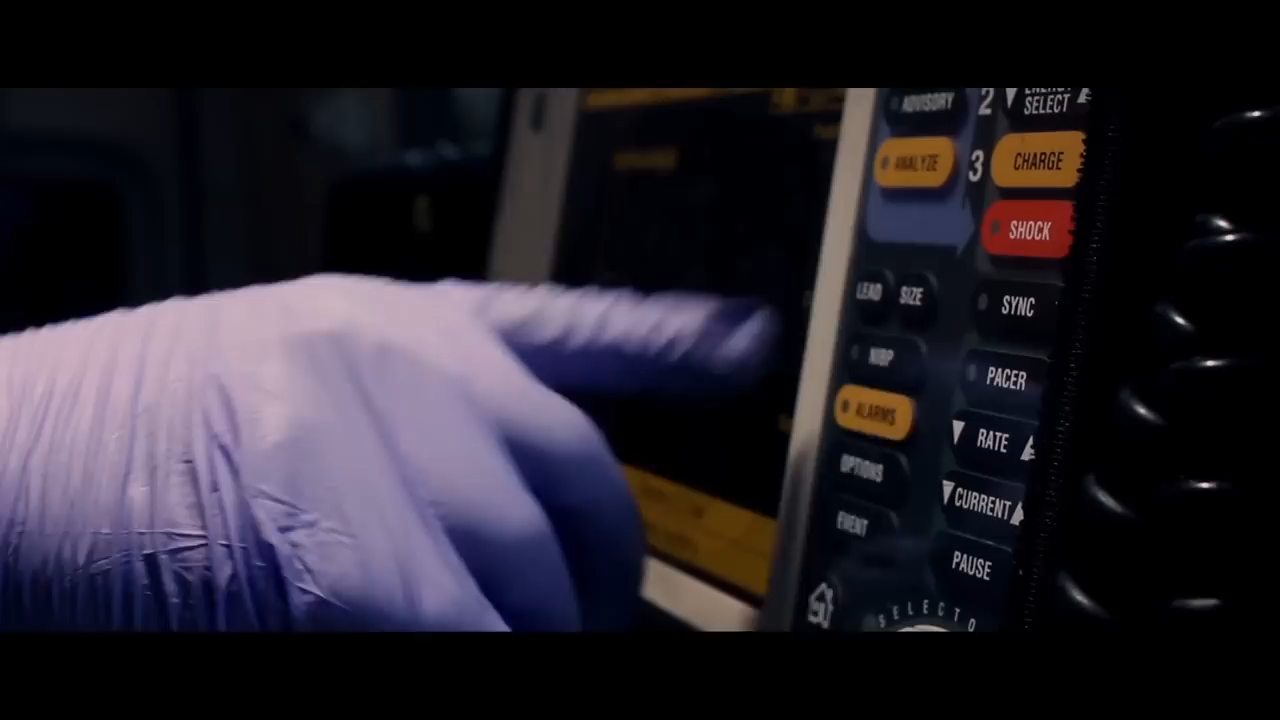 ADVISORY
2
ENERGY
SELECT
ANALYZE
3
CHARGE
SHOCK
LEAD
SIZE
SYNC
NIBP
PACER
ALARMS
RATE
OPTIONS
CURRENT
EVENT
PAUSE
SELECTO